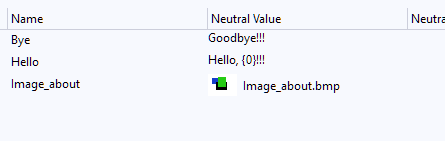 Name Neutral Value Neutra
Bye Goodbye!!!
Hello Hello, {0}!!!
Image_about Image_about.bmp